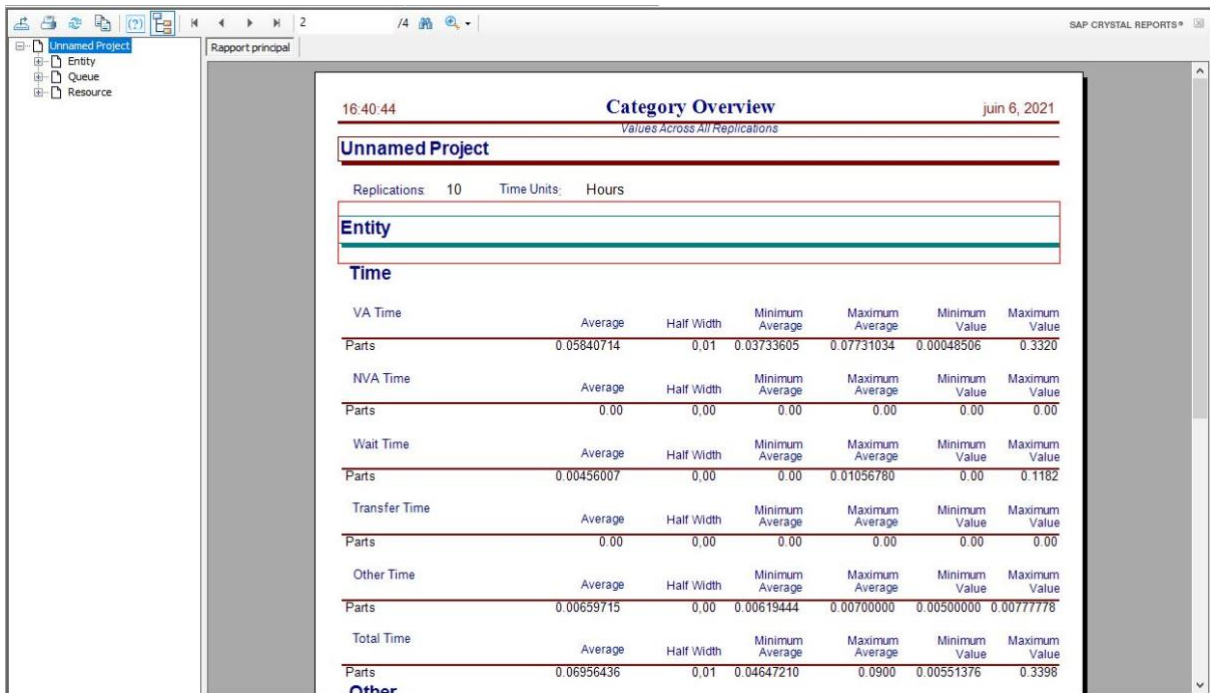 2 /4 SAP CRYSTAL REPORTS®
Unnamed Project
Entity
Queue
Resource
Rapport principal
16:40:44 Category Overview juin 6, 2021
Values Across All Replications
Unnamed Project
Replications: 10 Time Units: Hours
Entity
Time
VA Time Average Half Width Minimum Average Maximum Average Minimum Value Maximum Value
Parts 0.05840714 0,01 0.03733605 0.07731034 0.00048506 0.3320
NVA Time Average Half Width Minimum Average Maximum Average Minimum Value Maximum Value
Parts 0.00 0,00 0.00 0.00 0.00 0.00
Wait Time Average Half Width Minimum Average Maximum Average Minimum Value Maximum Value
Parts 0.00456007 0,00 0.00 0.01056780 0.00 0.1182
Transfer Time Average Half Width Minimum Average Maximum Average Minimum Value Maximum Value
Parts 0.00 0,00 0.00 0.00 0.00 0.00
Other Time Average Half Width Minimum Average Maximum Average Minimum Value Maximum Value
Parts 0.00659715 0,00 0.00619444 0.00700000 0.00500000 0.00777778
Total Time Average Half Width Minimum Average Maximum Average Minimum Value Maximum Value
Parts 0.06956436 0,01 0.04647210 0.0900 0.00551376 0.3398
Other